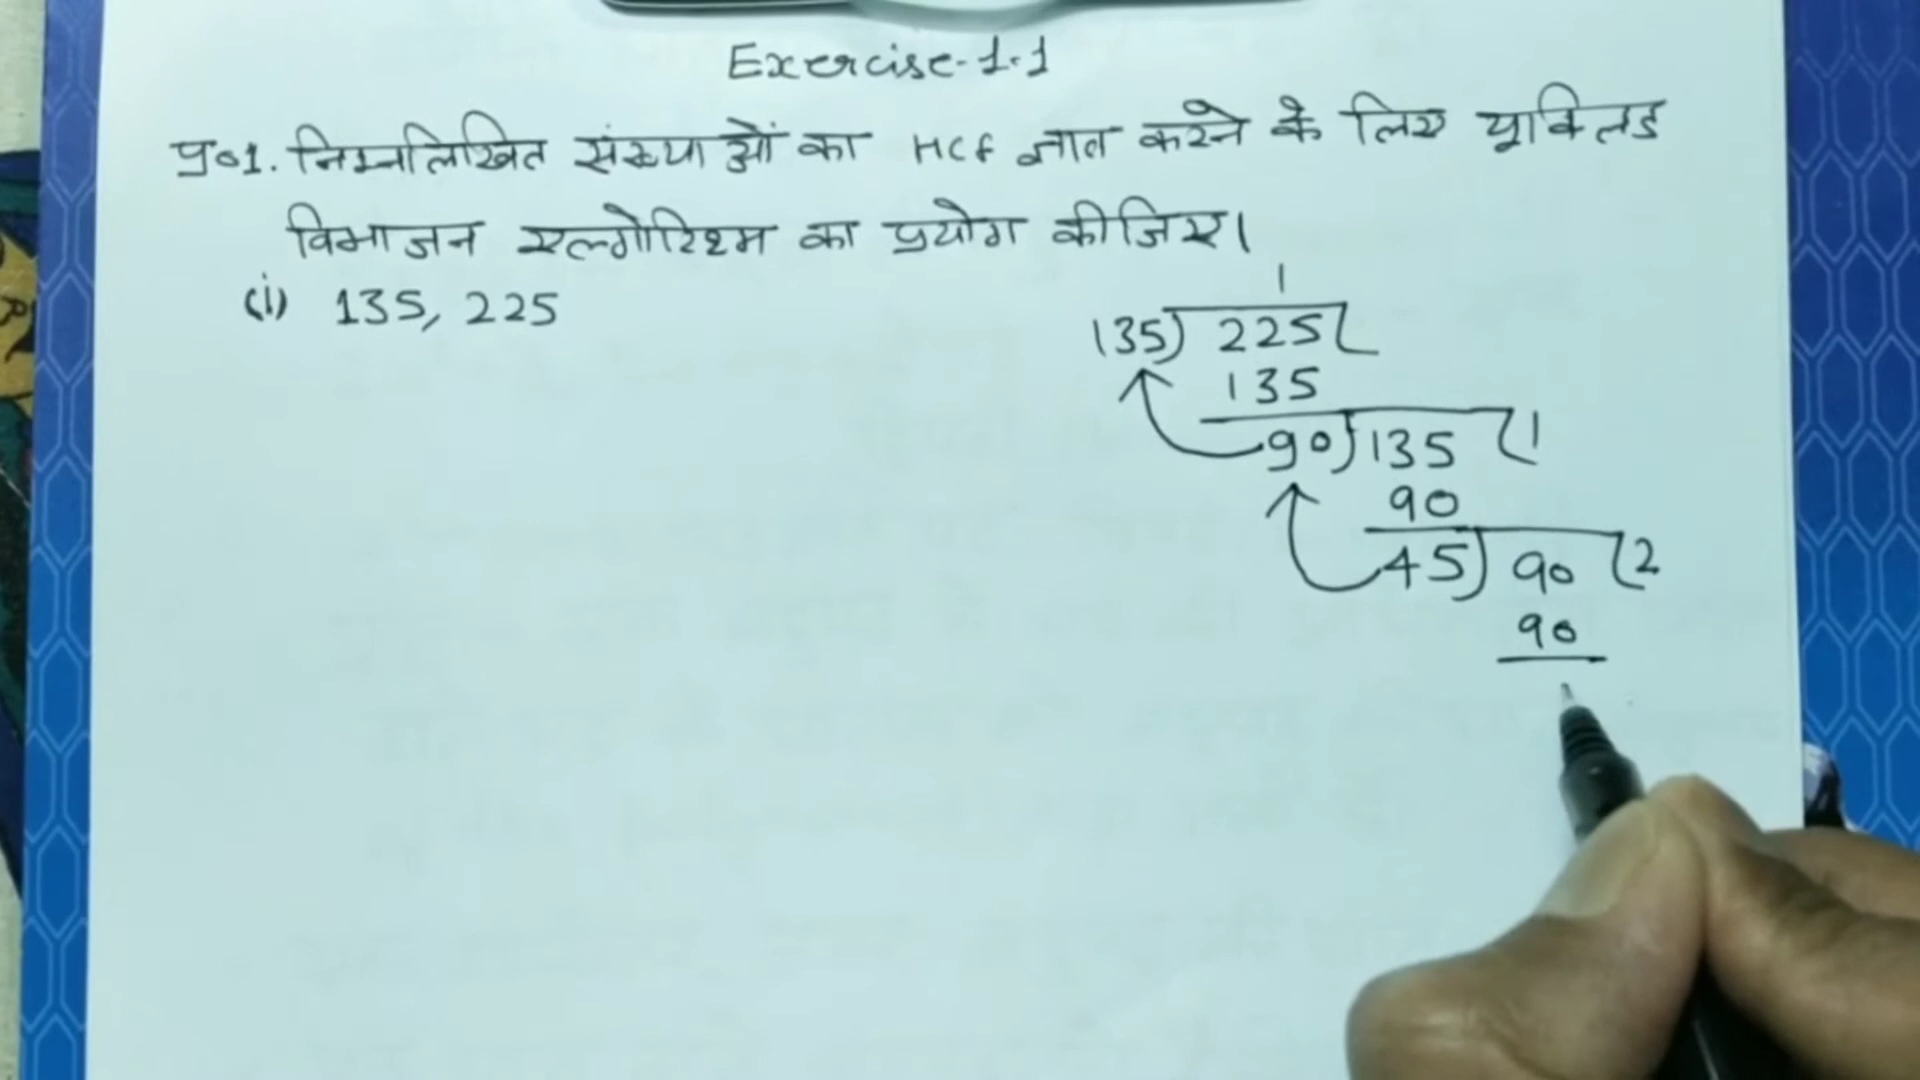 Exercise-1.1
प्र०1. निम्नलिखित संख्याओं का HCF ज्ञात करने के लिए यूक्लिड
विभाजन एल्गोरिथ्म का प्रयोग कीजिए।
(i) 135, 225
1
135) 225
135
90) 135 1
90
45) 90 2
90